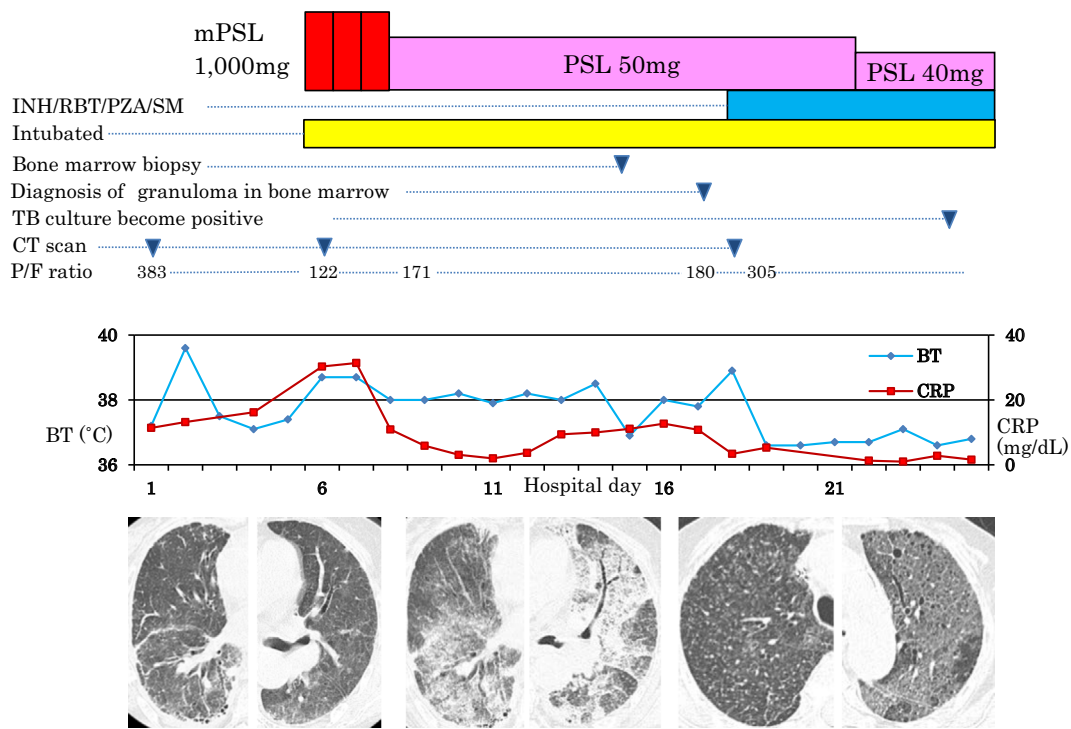 mPSL
1,000mg
PSL 50mg
PSL 40mg
INH/RBT/PZA/SM
Intubated
Bone marrow biopsy
Diagnosis of granuloma in bone marrow
TB culture become positive
CT scan
P/F ratio 383 122 171 180 305
40 40
BT
CRP
38 20
BT (°C) CRP
(mg/dL)
36 0
1 6 11 Hospital day 16 21